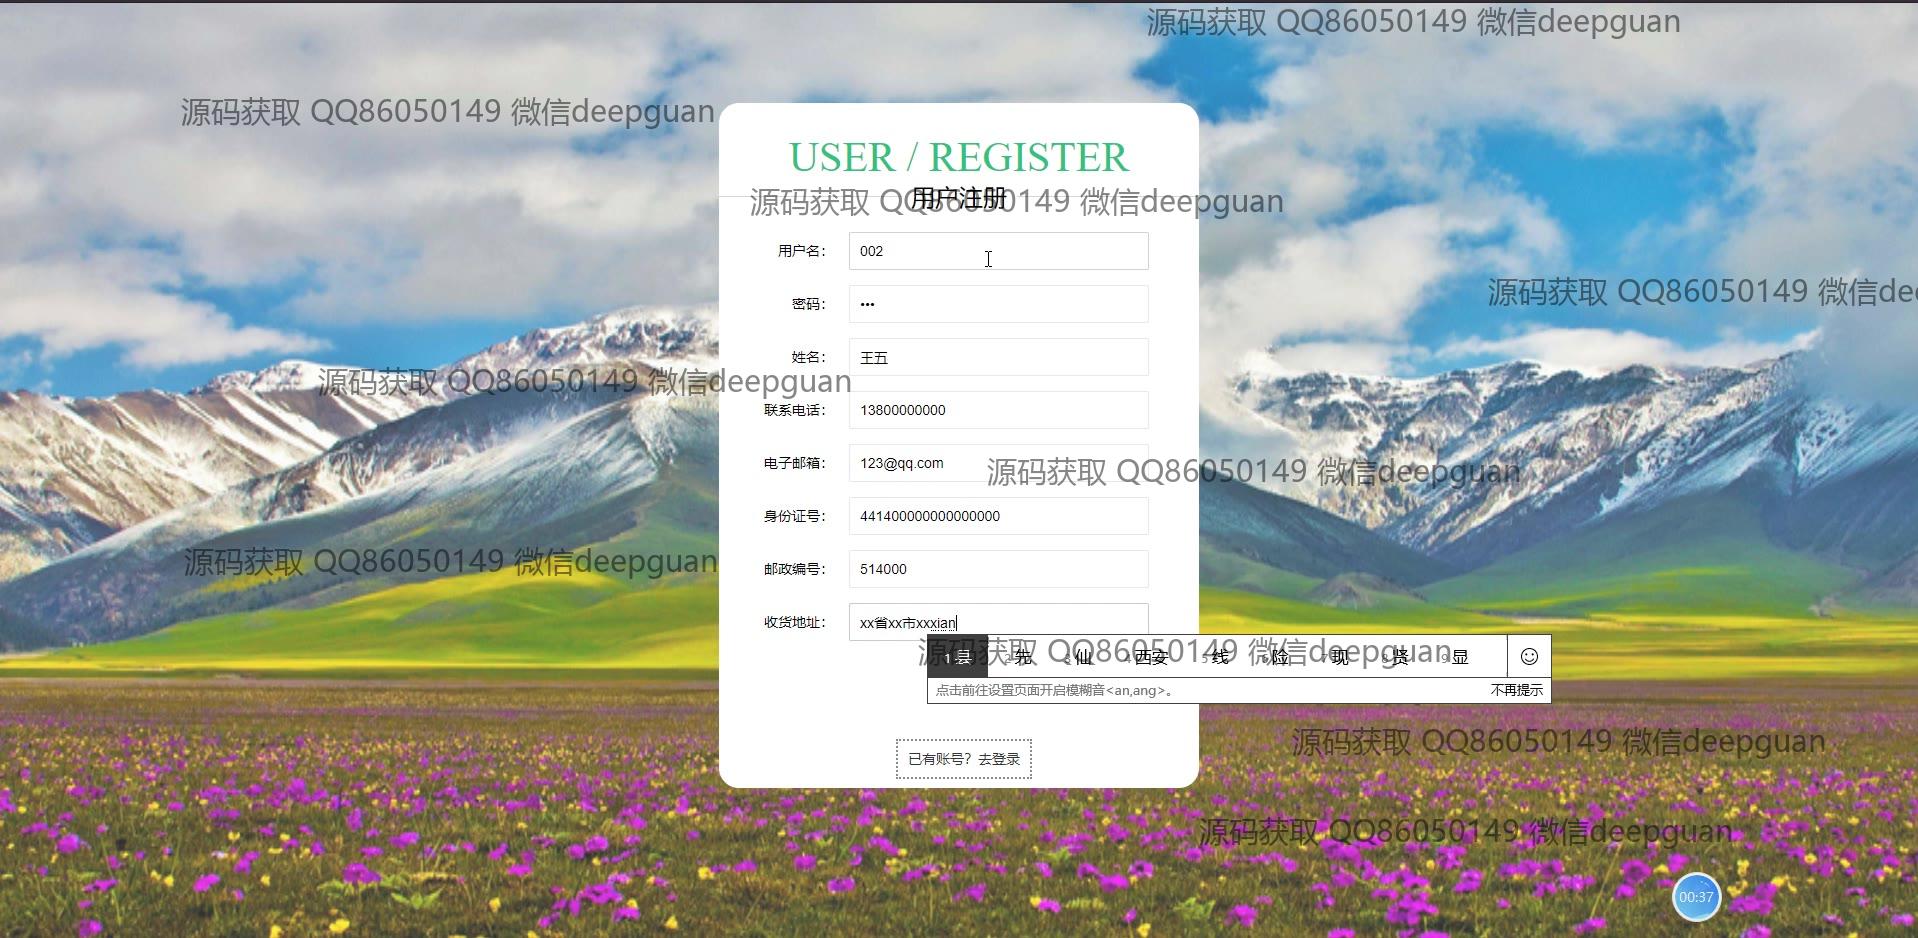 源码获取 QQ86050149 微信deepguan
源码获取 QQ86050149 微信deepguan
USER / REGISTER
用户注册
源码获取 QQ86050149 微信deepguan
用户名： 002
源码获取 QQ86050149 微信dee
密码： •••
姓名： 王五
源码获取 QQ86050149 微信deepguan
联系电话： 13800000000
电子邮箱： 123@qq.com
源码获取 QQ86050149 微信deepguan
身份证号： 441400000000000000
源码获取 QQ86050149 微信deepguan
邮政编号： 514000
收货地址： xx省xx市xxxian
源码获取 QQ86050149 微信deepguan
1 县 2 先 3 仙 4 西安 5 线 6 险 7 现 8 贤 9 显
点击前往设置页面开启模糊音<an,ang>。 不再提示
源码获取 QQ86050149 微信deepguan
已有账号？去登录
源码获取 QQ86050149 微信deepguan
00:37